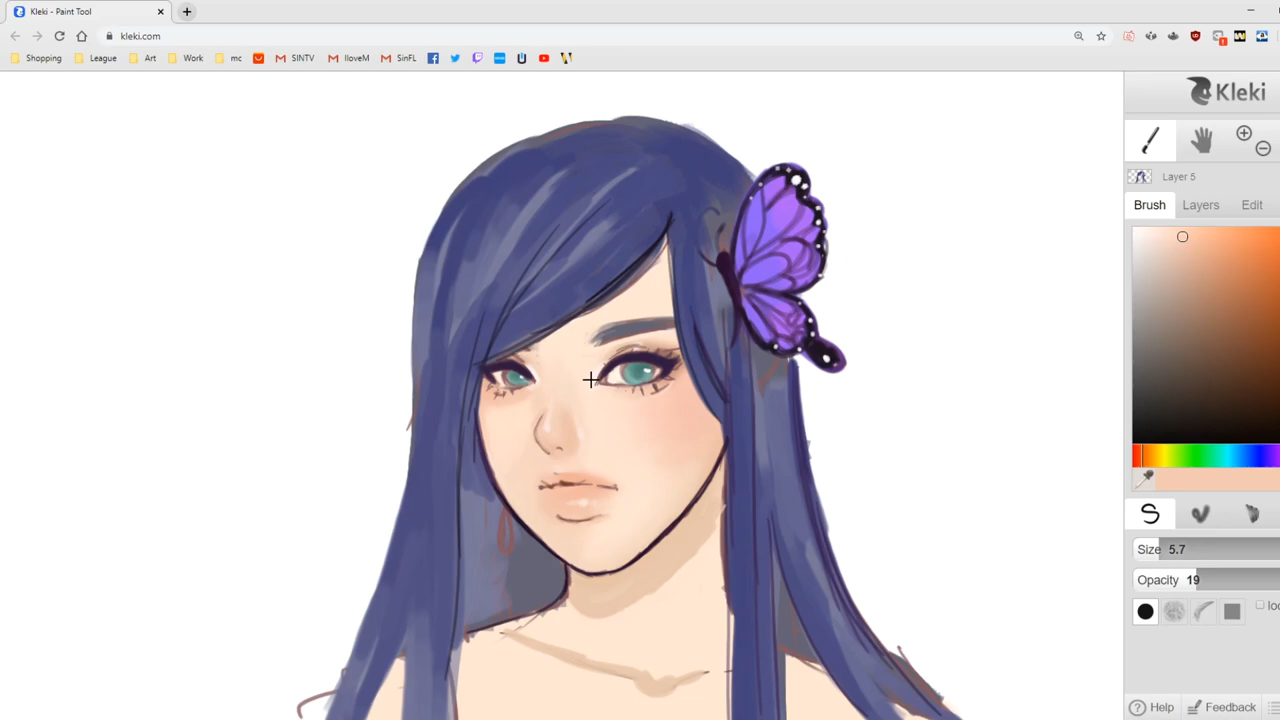 Kleki - Paint Tool
kleki.com
Shopping League Art Work mc SINTV IloveM SinFL
Kleki
Layer 5
Brush Layers Edit
Size 5.7
Opacity 19
loc
Help Feedback